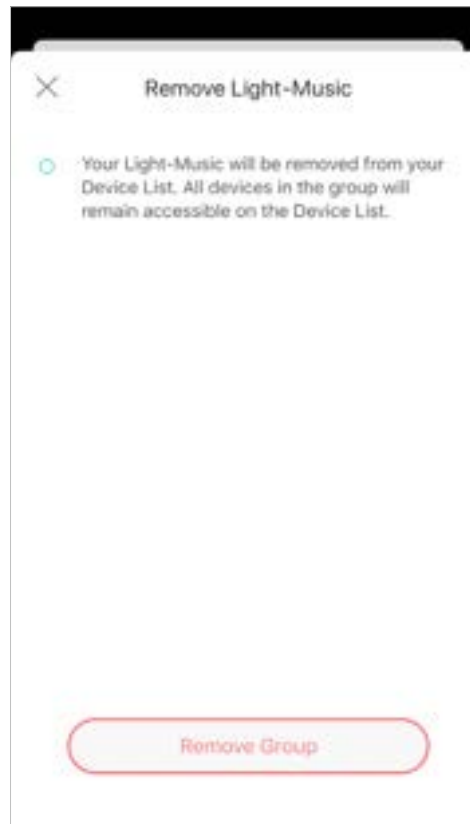 Remove Light-Music
Your Light-Music will be removed from your
Device List. All devices in the group will
remain accessible on the Device List.
Remove Group